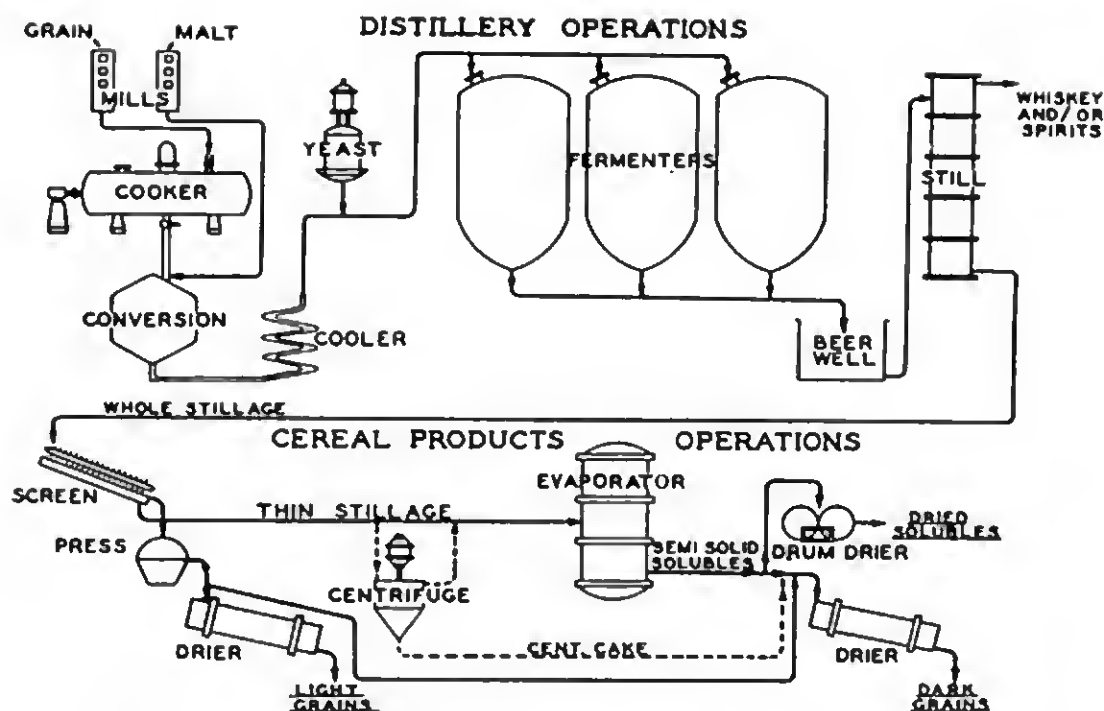 DISTILLERY OPERATIONS
GRAIN
MALT
MILLS
COOKER
CONVERSION
COOLER
YEAST
FERMENTERS
BEER
WELL
STILL
WHISKEY
AND/OR
SPIRITS
WHOLE STILLAGE
CEREAL PRODUCTS OPERATIONS
SCREEN
PRESS
THIN STILLAGE
CENTRIFUGE
DRIER
LIGHT
GRAINS
CENT CAKE
EVAPORATOR
SEMI SOLID
SOLUBLES
DRUM DRIER
DRIED
SOLUBLES
DRIER
DARK
GRAINS